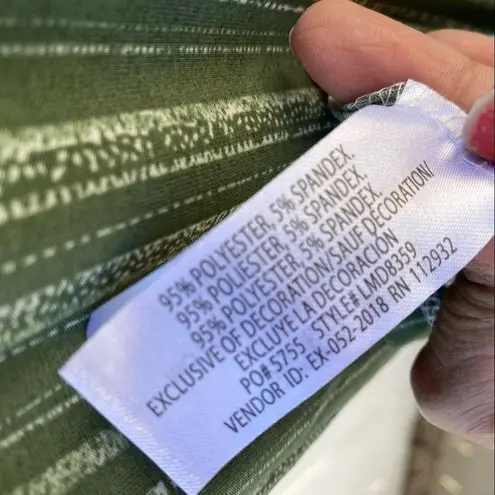 95% POLYESTER, 5% SPANDEX.
95% POLIESTER, 5% SPANDEX.
95% POLYESTER, 5% SPANDEX.
EXCLUSIVE OF DECORATION/SAUF DÉCORATION/
EXCLUYE LA DECORACION
PO# 5755 STYLE# LMD8359
VENDOR ID: EX-052-2018 RN 112932